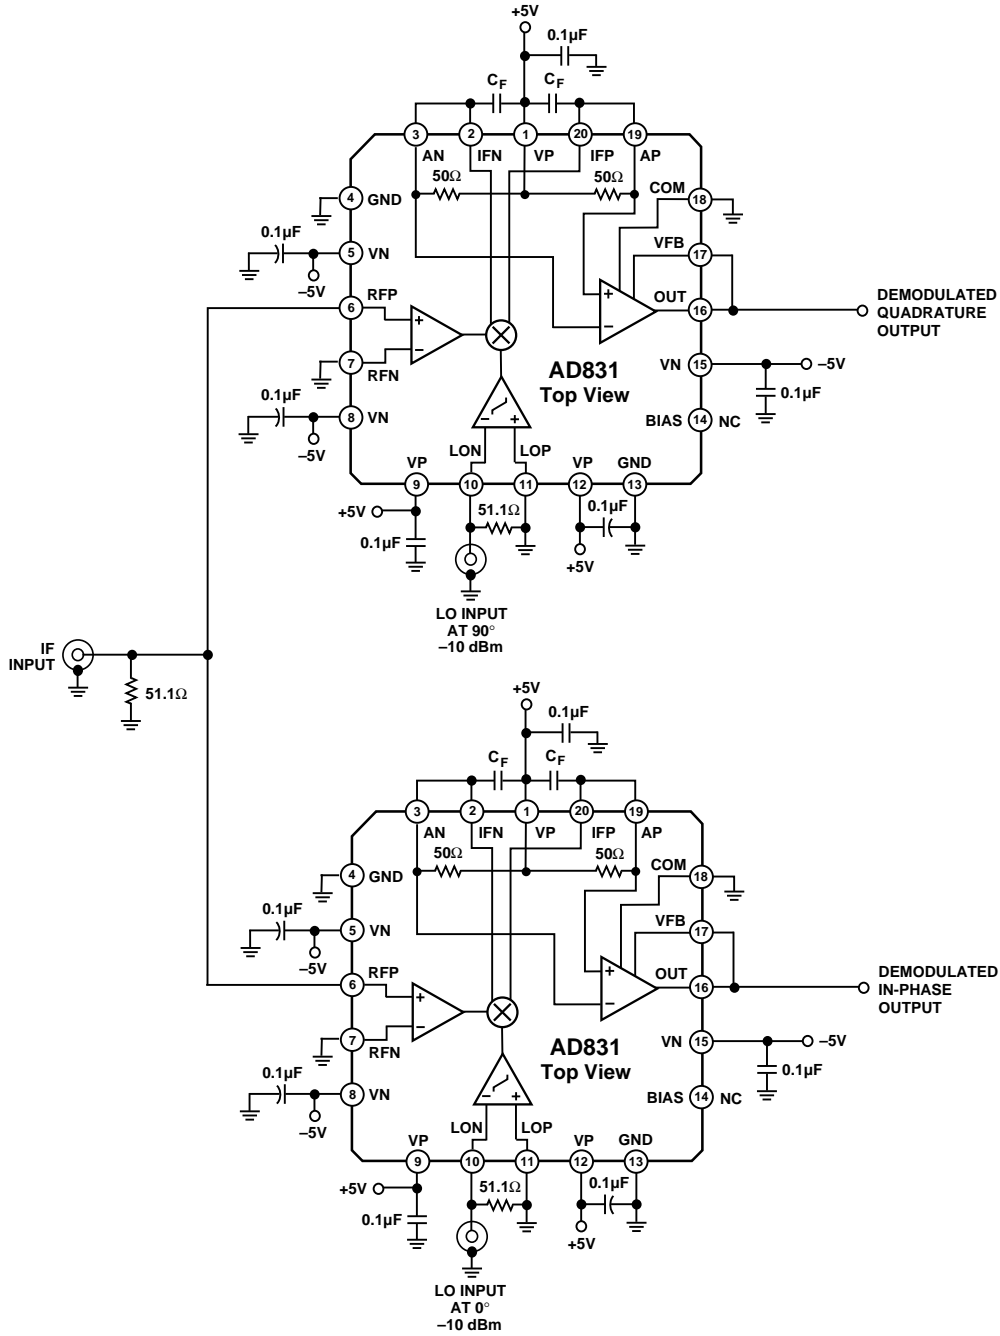 +5V
0.1µF
CF CF
3 2 1 20 19
AN IFN VP IFP AP
50Ω 50Ω
COM
4 GND
18
0.1µF
VFB
5 VN
17
–5V
RFP
OUT
6
+
+
16
DEMODULATED
QUADRATURE
OUTPUT
–
–
7
RFN
AD831
Top View
VN 15
–5V
0.1µF
0.1µF
8 VN
–5V
– +
BIAS 14 NC
LON LOP
VP
VP GND
9 10 11 12 13
+5V
51.1Ω
0.1µF
0.1µF
+5V
LO INPUT
AT 90°
–10 dBm
IF
INPUT
51.1Ω
+5V
0.1µF
CF CF
3 2 1 20 19
AN IFN VP IFP AP
50Ω 50Ω
COM
4 GND
18
0.1µF
VFB
5 VN
17
–5V
RFP
OUT
6
+
+
16
DEMODULATED
IN-PHASE
OUTPUT
–
–
7
RFN
AD831
Top View
VN 15
–5V
0.1µF
0.1µF
8 VN
–5V
– +
BIAS 14 NC
LON LOP
VP
VP GND
9 10 11 12 13
+5V
51.1Ω
0.1µF
0.1µF
+5V
LO INPUT
AT 0°
–10 dBm